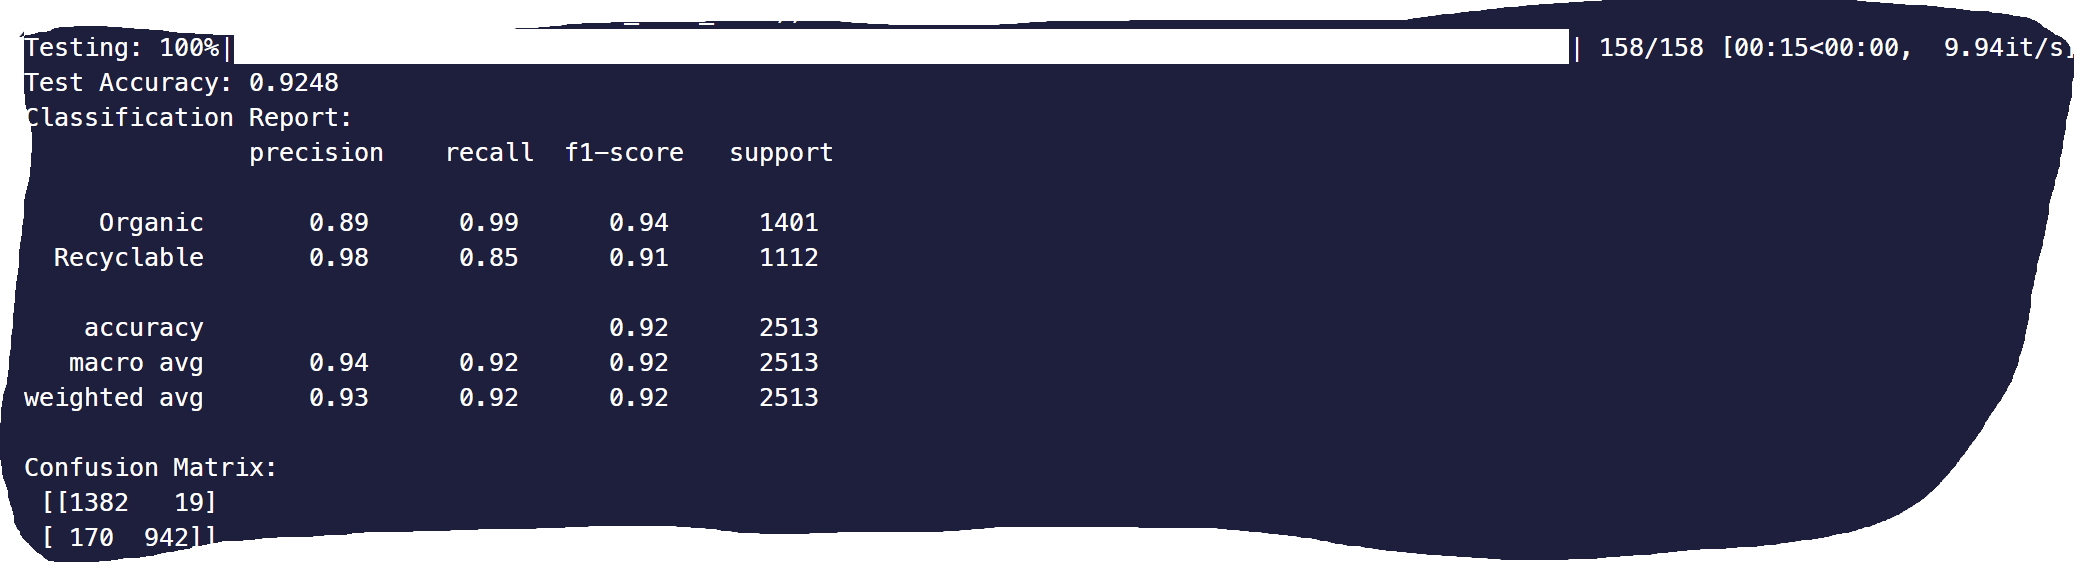 Testing: 100%| | 158/158 [00:15<00:00,  9.94it/s]
Test Accuracy: 0.9248
Classification Report:
               precision    recall  f1-score   support

     Organic       0.89      0.99      0.94      1401
  Recyclable       0.98      0.85      0.91      1112

    accuracy                           0.92      2513
   macro avg       0.94      0.92      0.92      2513
weighted avg       0.93      0.92      0.92      2513

Confusion Matrix:
 [[1382   19]
 [ 170  942]]